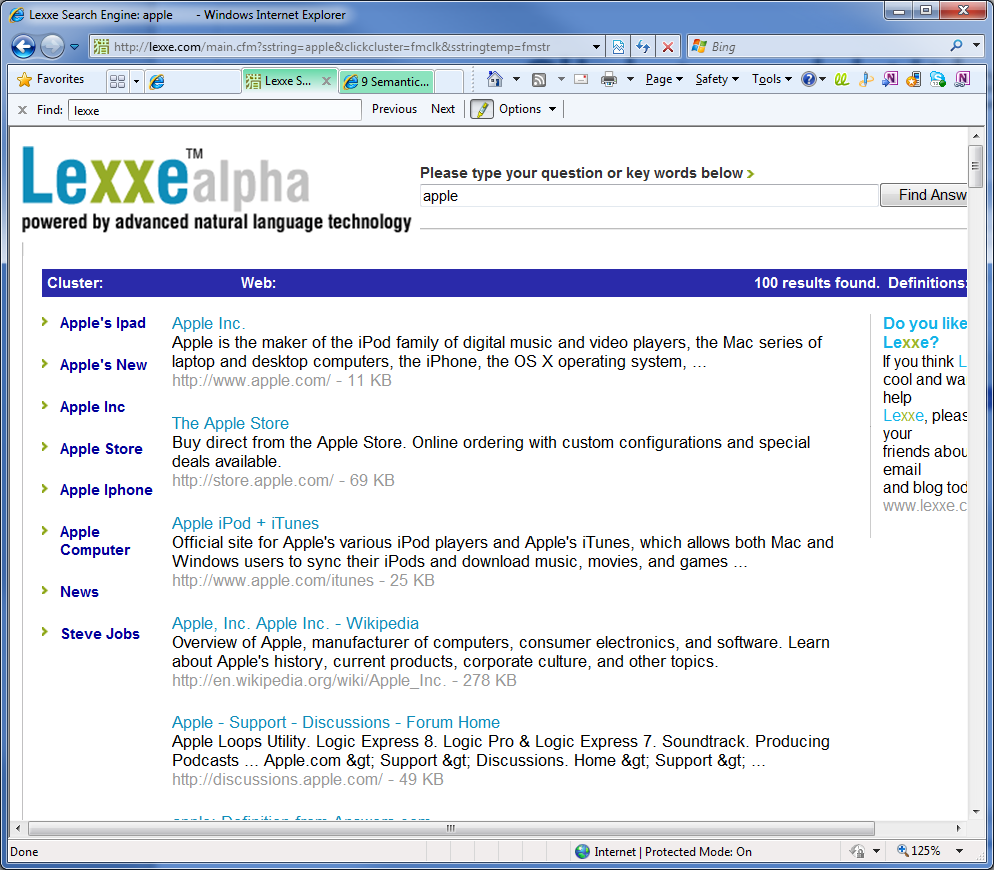 Lexxe Search Engine: apple - Windows Internet Explorer
http://lexxe.com/main.cfm?sstring=apple&clickcluster=fmclk&sstringtemp=fmstr
Bing
Favorites
Lexxe S...
9 Semantic...
Page
Safety
Tools
Find: lexxe
Previous Next
Options
Lexxe™alpha
powered by advanced natural language technology
Please type your question or key words below >
apple
Find Answ
Cluster: Web: 100 results found. Definitions:
Apple's Ipad
Apple's New
Apple Inc
Apple Store
Apple Iphone
Apple
Computer
News
Steve Jobs
Apple Inc.
Apple is the maker of the iPod family of digital music and video players, the Mac series of
laptop and desktop computers, the iPhone, the OS X operating system, ...
http://www.apple.com/ - 11 KB
The Apple Store
Buy direct from the Apple Store. Online ordering with custom configurations and special
deals available.
http://store.apple.com/ - 69 KB
Apple iPod + iTunes
Official site for Apple's various iPod players and Apple's iTunes, which allows both Mac and
Windows users to sync their iPods and download music, movies, and games ...
http://www.apple.com/itunes - 25 KB
Apple, Inc. Apple Inc. - Wikipedia
Overview of Apple, manufacturer of computers, consumer electronics, and software. Learn
about Apple's history, current products, corporate culture, and other topics.
http://en.wikipedia.org/wiki/Apple_Inc. - 278 KB
Apple - Support - Discussions - Forum Home
Apple Loops Utility. Logic Express 8. Logic Pro & Logic Express 7. Soundtrack. Producing
Podcasts ... Apple.com &gt; Support &gt; Discussions. Home &gt; Support &gt; ...
http://discussions.apple.com/ - 49 KB
apple: Definition from Answers.com
Do you like
Lexxe?
If you think L
cool and wa
help
Lexxe, pleas
your
friends abou
email
and blog tod
www.lexxe.c
Done
Internet | Protected Mode: On
125%